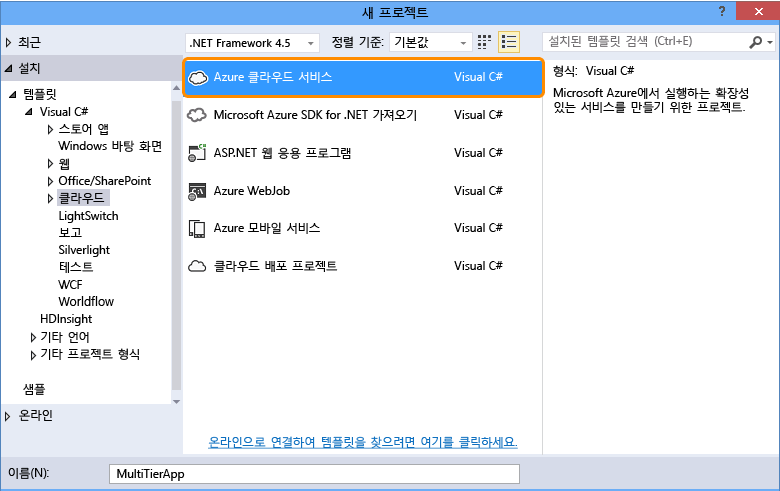 새 프로젝트
?
최근
.NET Framework 4.5
정렬 기준:
기본값
설치된 템플릿 검색 (Ctrl+E)
설치
템플릿
Visual C#
스토어 앱
Windows 바탕 화면
웹
Office/SharePoint
클라우드
LightSwitch
보고
Silverlight
테스트
WCF
Worldflow
HDInsight
기타 언어
기타 프로젝트 형식
샘플
온라인
Azure 클라우드 서비스 Visual C#
Microsoft Azure SDK for .NET 가져오기 Visual C#
ASP.NET 웹 응용 프로그램 Visual C#
Azure WebJob Visual C#
Azure 모바일 서비스 Visual C#
클라우드 배포 프로젝트 Visual C#
온라인으로 연결하여 템플릿을 찾으려면 여기를 클릭하세요.
형식: Visual C#
Microsoft Azure에서 실행하는 확장성
있는 서비스를 만들기 위한 프로젝트.
이름(N): MultiTierApp